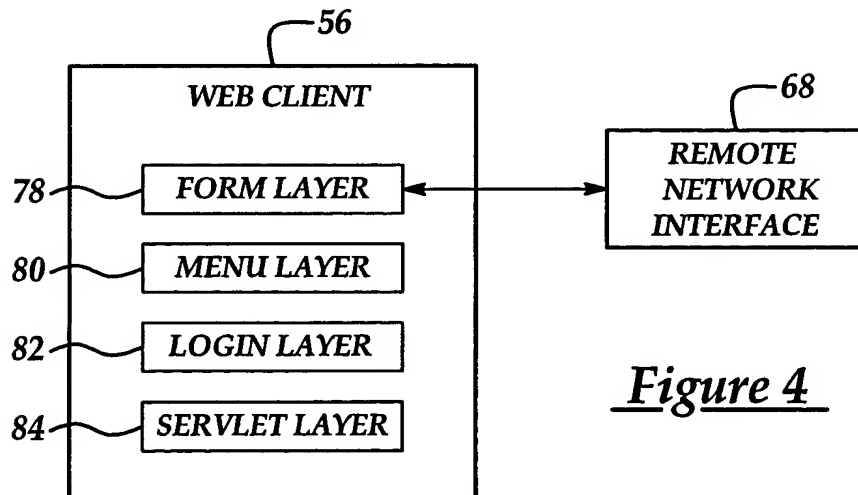 56
WEB CLIENT
68
REMOTE
NETWORK
INTERFACE
78
FORM LAYER
80
MENU LAYER
82
LOGIN LAYER
84
SERVLET LAYER
Figure 4